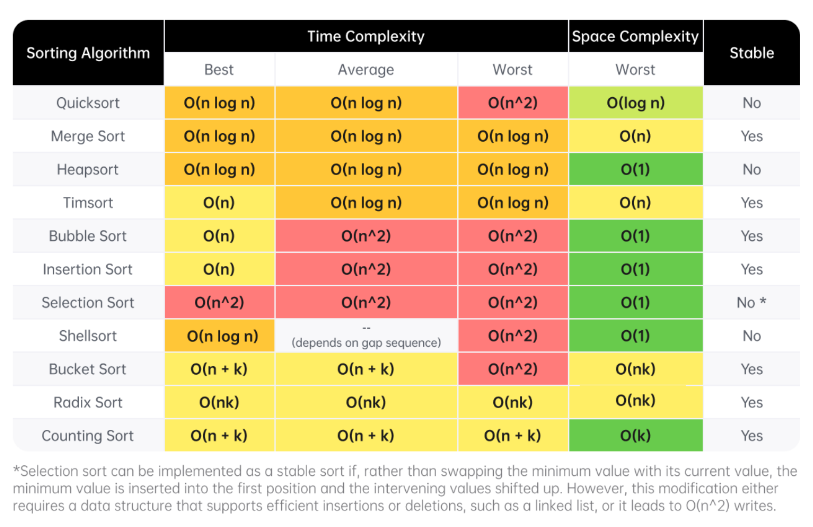 Sorting Algorithm Time Complexity Space Complexity Stable
Best Average Worst Worst
Quicksort O(n log n) O(n log n) O(n^2) O(log n) No
Merge Sort O(n log n) O(n log n) O(n log n) O(n) Yes
Heapsort O(n log n) O(n log n) O(n log n) O(1) No
Timsort O(n) O(n log n) O(n log n) O(n) Yes
Bubble Sort O(n) O(n^2) O(n^2) O(1) Yes
Insertion Sort O(n) O(n^2) O(n^2) O(1) Yes
Selection Sort O(n^2) O(n^2) O(n^2) O(1) No *
Shellsort O(n log n) -- (depends on gap sequence) O(n^2) O(1) No
Bucket Sort O(n + k) O(n + k) O(n^2) O(nk) Yes
Radix Sort O(nk) O(nk) O(nk) O(nk) Yes
Counting Sort O(n + k) O(n + k) O(n + k) O(k) Yes
*Selection sort can be implemented as a stable sort if, rather than swapping the minimum value with its current value, the
minimum value is inserted into the first position and the intervening values shifted up. However, this modification either
requires a data structure that supports efficient insertions or deletions, such as a linked list, or it leads to O(n^2) writes.